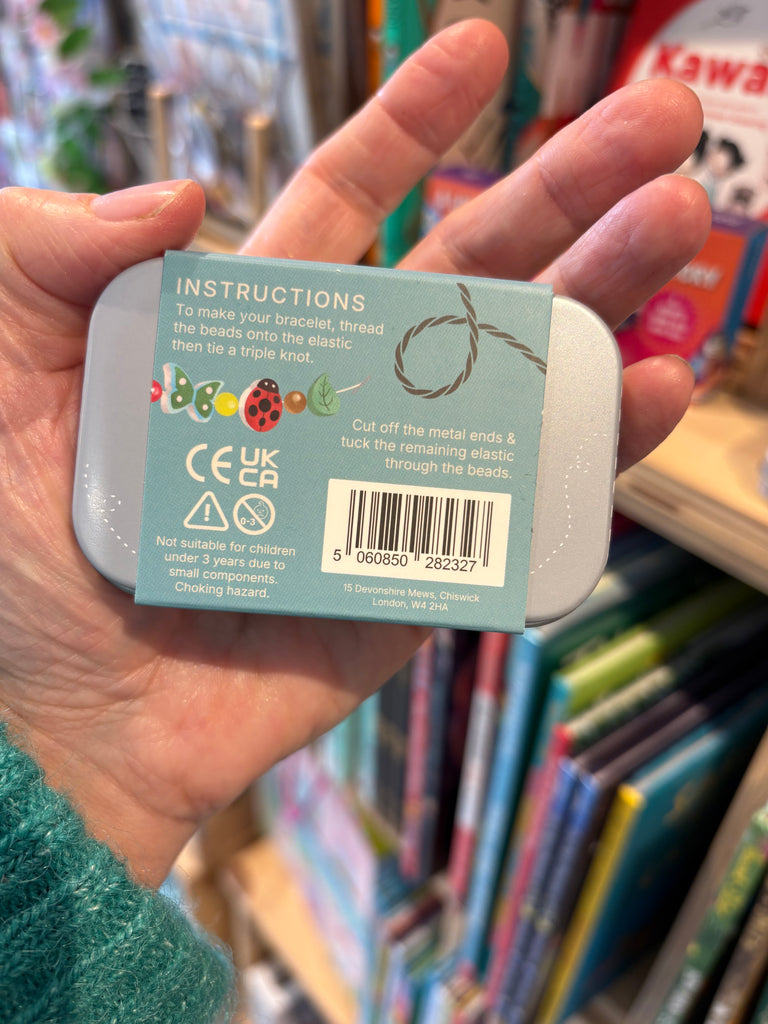 INSTRUCTIONS
To make your bracelet, thread
the beads onto the elastic
then tie a triple knot.
Cut off the metal ends &
tuck the remaining elastic
through the beads.
CE UK
CA
0-3
Not suitable for children
under 3 years due to
small components.
Choking hazard.
5 060850 282327
15 Devonshire Mews, Chiswick
London, W4 2HA
Kawa